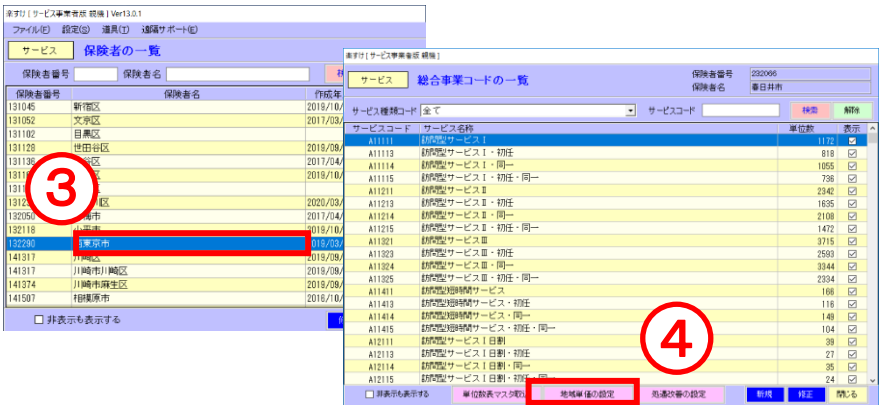 楽すけ [ サービス事業者版 親機 ] Ver13.0.1
ファイル(F) 設定(S) 道具(T) 遠隔サポート(E)
サービス 保険者の一覧
保険者番号 保険者名
保険者番号 保険者名 作成年
131045 新宿区 2019/10/
131052 文京区 2017/03/
131102 目黒区
131128 世田谷区 2019/09/
2017/04/
2019/10/
区
区 2020/03/
132050 2017/04/
132118 2019/10/
132290 東京市 2019/03/
141317 川崎区 2019/09/
141317 川崎市川崎区 2019/09/
141374 川崎市麻生区 2019/09/
141507 相模原市 2016/10/
非表示も表示する
③
楽すけ [ サービス事業者版 親機 ]
サービス 総合事業コードの一覧
保険者番号 232066
保険者名 春日井市
サービス種類コード 全て サービスコード 検索 解除
サービスコード サービス名称 単位数 表示
A11111 訪問型サービスⅠ 1172
A11113 訪問型サービスⅠ・初任 818
A11114 訪問型サービスⅠ・同一 1055
A11115 訪問型サービスⅠ・初任・同一 736
A11211 訪問型サービスⅡ 2342
A11213 訪問型サービスⅡ・初任 1635
A11214 訪問型サービスⅡ・同一 2108
A11215 訪問型サービスⅡ・初任・同一 1472
A11321 訪問型サービスⅢ 3715
A11323 訪問型サービスⅢ・初任 2593
A11324 訪問型サービスⅢ・同一 3344
A11325 訪問型サービスⅢ・初任・同一 2334
A11411 訪問型短時間サービス 166
A11413 訪問型短時間サービス・初任 116
A11414 訪問型短時間サービス・同一 149
A11415 訪問型短時間サービス・初任・同一 104
A12111 訪問型サービスⅠ日割 39
A12113 訪問型サービスⅠ日割・初任 27
A12114 訪問型サービスⅠ日割・同一 35
A12115 訪問型サービスⅠ日割・初任・同一 24
④
非表示も表示する 単位数表マスタ取込 地域単価の設定 処遇改善の設定 新規 修正 閉じる